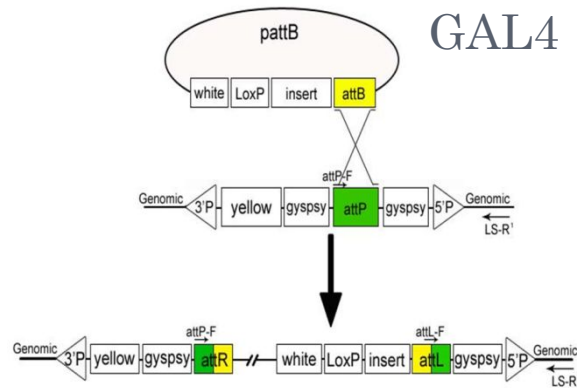 pattB
GAL4
white LoxP insert attB
attP-F
Genomic 3'P yellow gyspsy attP gyspsy 5'P Genomic
LS-R¹
attP-F attL-F
Genomic 3'P yellow gyspsy attR white LoxP insert attL gyspsy 5'P Genomic
LS-R